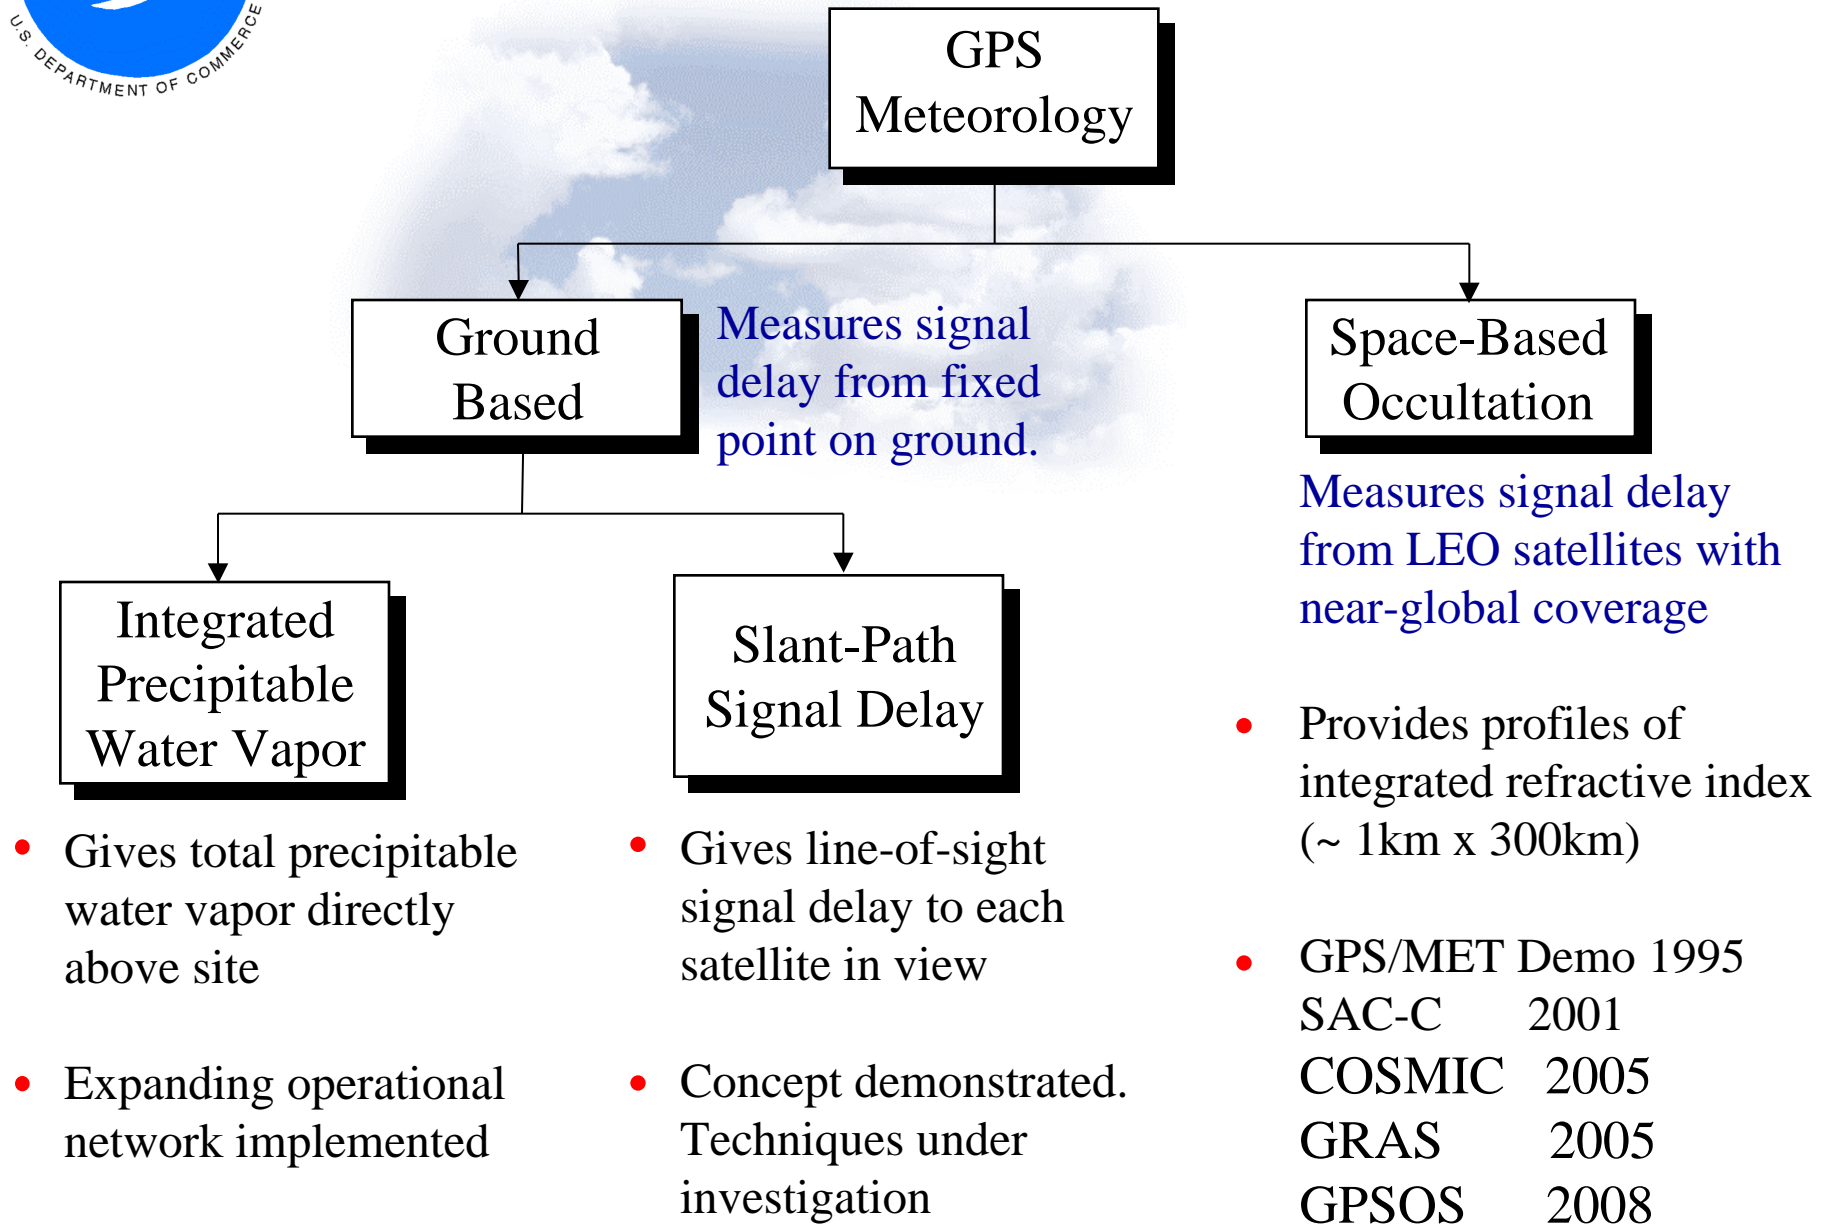 U.S. DEPARTMENT OF COMMERCE
GPS
Meteorology
Ground
Based
Measures signal
delay from fixed
point on ground.
Space-Based
Occultation
Measures signal delay
from LEO satellites with
near-global coverage
Integrated
Precipitable
Water Vapor
Slant-Path
Signal Delay
• Gives total precipitable
water vapor directly
above site
• Expanding operational
network implemented
• Gives line-of-sight
signal delay to each
satellite in view
• Concept demonstrated.
Techniques under
investigation
• Provides profiles of
integrated refractive index
(~ 1km x 300km)
• GPS/MET Demo 1995
SAC-C 2001
COSMIC 2005
GRAS 2005
GPSOS 2008